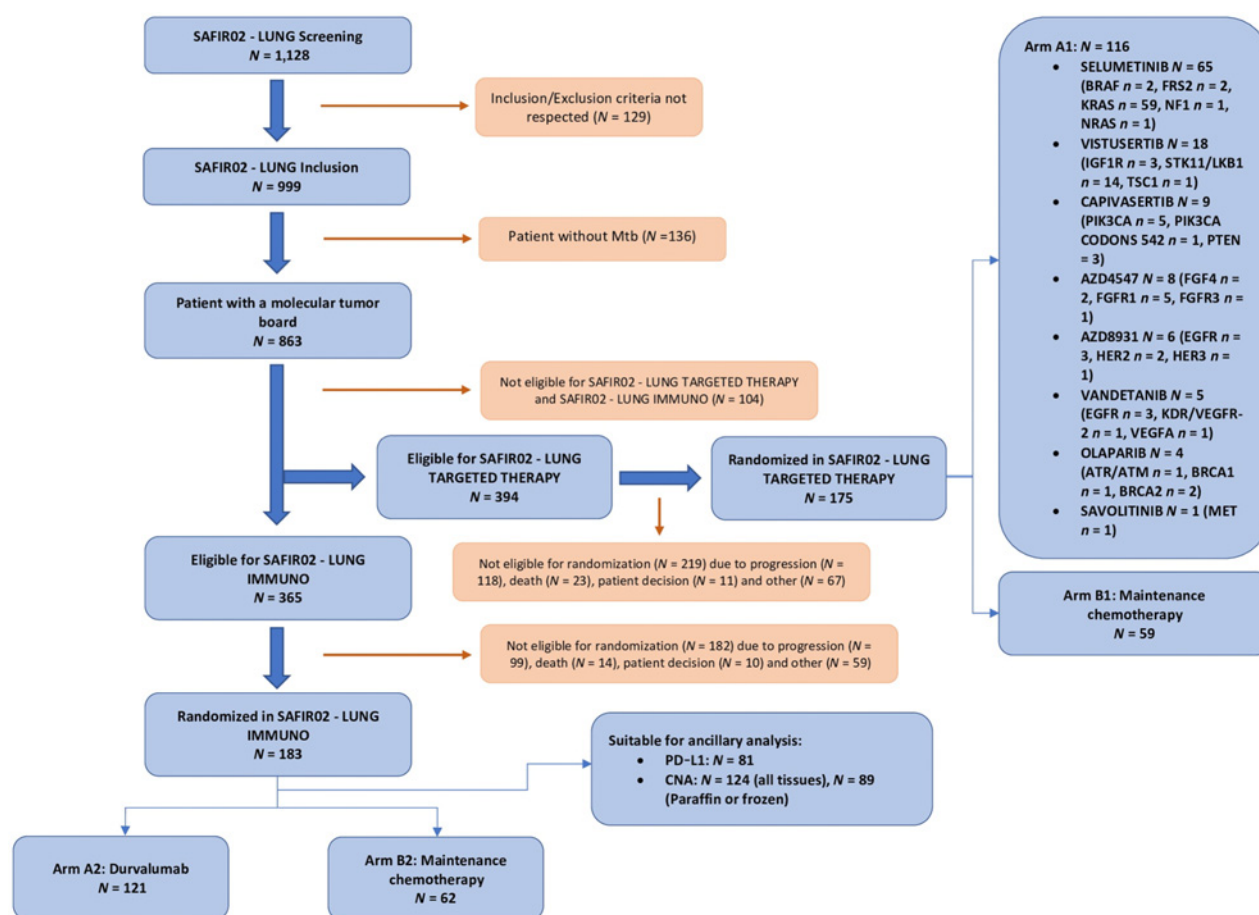 SAFIR02 - LUNG Screening
N = 1,128
Inclusion/Exclusion criteria not
respected (N = 129)
SAFIR02 - LUNG Inclusion
N = 999
Patient without Mtb (N =136)
Patient with a molecular tumor
board
N = 863
Not eligible for SAFIR02 - LUNG TARGETED THERAPY
and SAFIR02 - LUNG IMMUNO (N = 104)
Eligible for SAFIR02 - LUNG
TARGETED THERAPY
N = 394
Randomized in SAFIR02 - LUNG
TARGETED THERAPY
N = 175
Not eligible for randomization (N = 219) due to progression (N =
118), death (N = 23), patient decision (N = 11) and other (N = 67)
Eligible for SAFIR02 - LUNG
IMMUNO
N = 365
Not eligible for randomization (N = 182) due to progression (N =
99), death (N = 14), patient decision (N = 10) and other (N = 59)
Randomized in SAFIR02 - LUNG
IMMUNO
N = 183
Suitable for ancillary analysis:
• PD-L1: N = 81
• CNA: N = 124 (all tissues), N = 89
(Paraffin or frozen)
Arm A2: Durvalumab
N = 121
Arm B2: Maintenance
chemotherapy
N = 62
Arm A1: N = 116
• SELUMETINIB N = 65
(BRAF n = 2, FRS2 n = 2,
KRAS n = 59, NF1 n = 1,
NRAS n = 1)
• VISTUSERTIB N = 18
(IGF1R n = 3, STK11/LKB1
n = 14, TSC1 n = 1)
• CAPIVASERTIB N = 9
(PIK3CA n = 5, PIK3CA
CODONS 542 n = 1, PTEN n
= 3)
• AZD4547 N = 8 (FGF4 n =
2, FGFR1 n = 5, FGFR3 n =
1)
• AZD8931 N = 6 (EGFR n =
3, HER2 n = 2, HER3 n =
1)
• VANDETANIB N = 5
(EGFR n = 3, KDR/VEGFR-
2 n = 1, VEGFA n = 1)
• OLAPARIB N = 4
(ATR/ATM n = 1, BRCA1
n = 1, BRCA2 n = 2)
• SAVOLITINIB N = 1 (MET
n = 1)
Arm B1: Maintenance
chemotherapy
N = 59